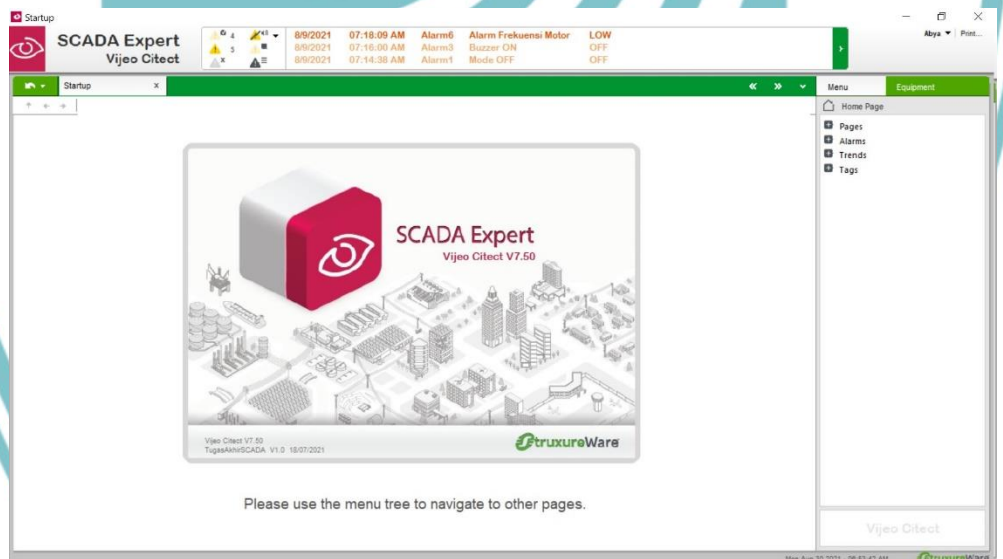 Startup
SCADA Expert
Vijeo Citect
4
43
3
8/9/2021 07:18:09 AM Alarm6 Alarm Frekuensi Motor LOW
8/9/2021 07:16:00 AM Alarm3 Buzzer ON OFF
8/9/2021 07:14:38 AM Alarm1 Mode OFF OFF
Abya Print...
Startup x
Menu Equipment
Home Page
Pages
Alarms
Trends
Tags
SCADA Expert
Vijeo Citect V7.50
Vijeo Citect V7.50
TugasAkhirSCADA V1.0 18/07/2021
StruxureWare
Please use the menu tree to navigate to other pages.
Vijeo Citect
StruxureWare